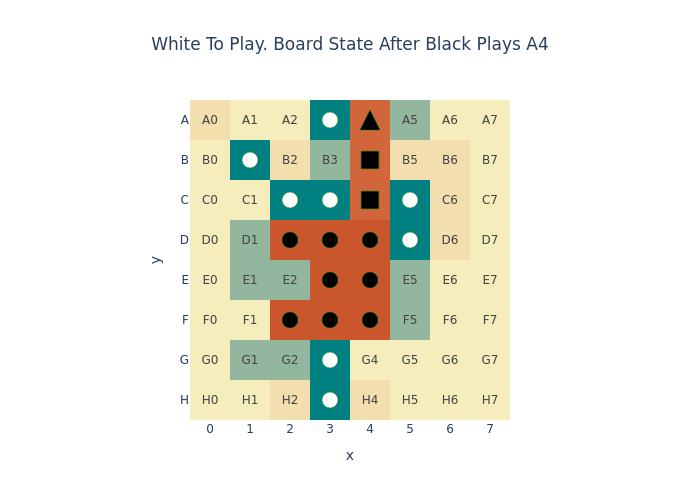 White To Play. Board State After Black Plays A4
A A0 A1 A2 A5 A6 A7
B B0 B2 B3 B5 B6 B7
C C0 C1 C6 C7
D D0 D1 D6 D7
E E0 E1 E2 E5 E6 E7
F F0 F1 F5 F6 F7
G G0 G1 G2 G4 G5 G6 G7
H H0 H1 H2 H4 H5 H6 H7
0 1 2 3 4 5 6 7
x
y